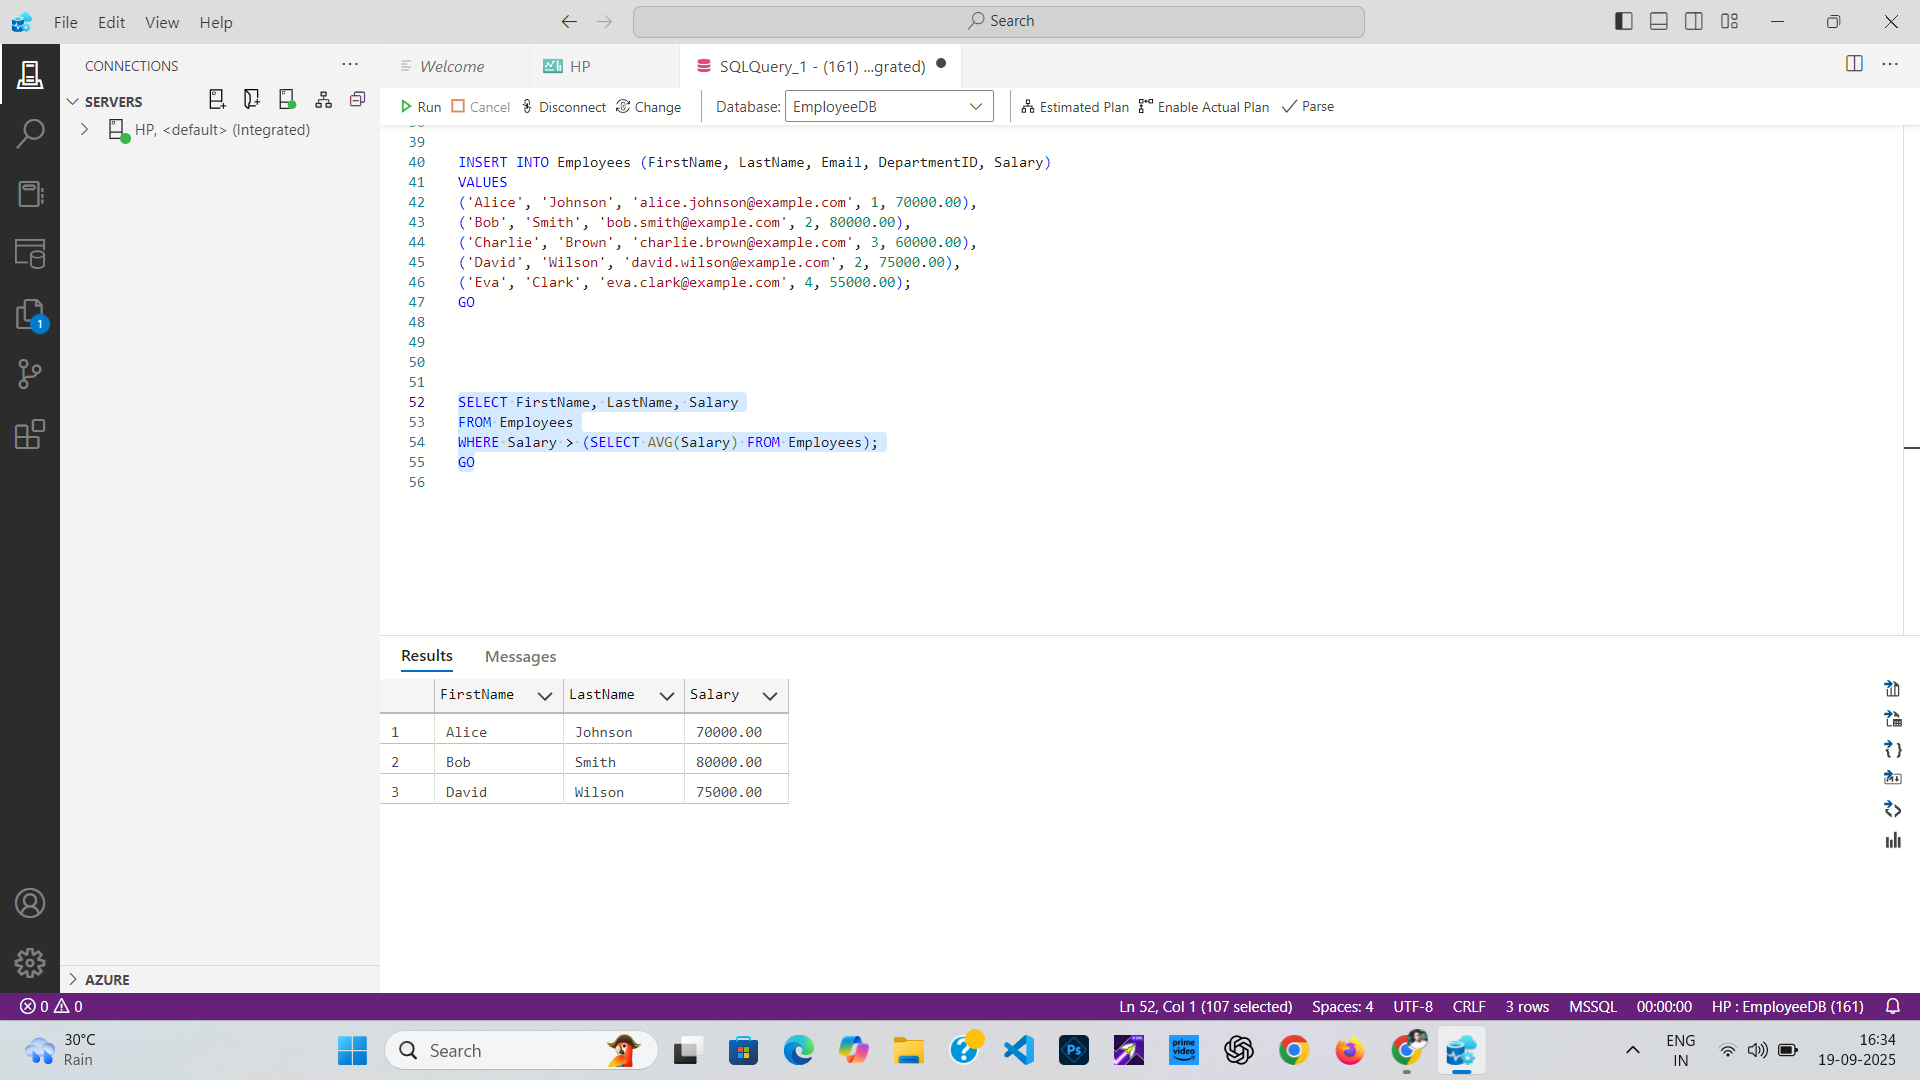 File Edit View Help
Search
CONNECTIONS
SERVERS
HP, <default> (Integrated)
Welcome
HP
SQLQuery_1 - (161) ...grated)
Run Cancel Disconnect Change Database: EmployeeDB Estimated Plan Enable Actual Plan Parse
39
40 INSERT INTO Employees (FirstName, LastName, Email, DepartmentID, Salary)
41 VALUES
42 ('Alice', 'Johnson', 'alice.johnson@example.com', 1, 70000.00),
43 ('Bob', 'Smith', 'bob.smith@example.com', 2, 80000.00),
44 ('Charlie', 'Brown', 'charlie.brown@example.com', 3, 60000.00),
45 ('David', 'Wilson', 'david.wilson@example.com', 2, 75000.00),
46 ('Eva', 'Clark', 'eva.clark@example.com', 4, 55000.00);
47 GO
48
49
50
51
52 SELECT FirstName, LastName, Salary
53 FROM Employees
54 WHERE Salary > (SELECT AVG(Salary) FROM Employees);
55 GO
56
Results Messages
FirstName LastName Salary
1 Alice Johnson 70000.00
2 Bob Smith 80000.00
3 David Wilson 75000.00
1
AZURE
0 0
Ln 52, Col 1 (107 selected) Spaces: 4 UTF-8 CRLF 3 rows MSSQL 00:00:00 HP : EmployeeDB (161)
30°C
Rain
Search
Ps
prime video
ENG
IN
16:34
19-09-2025